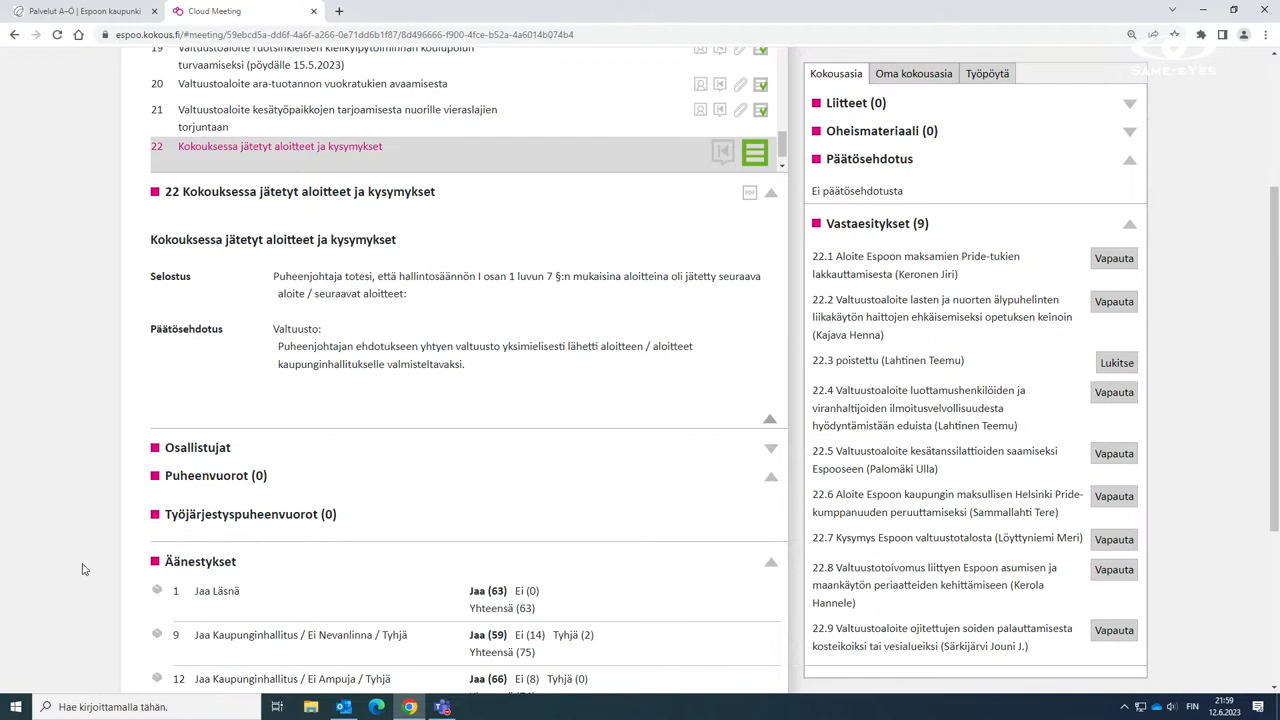 Palvelut A–Ö | Espoon kaupunki
Cloud Meeting
espoo.kokous.fi/#meeting/59ebcd5a-dd6f-4a6f-a266-0e71dd6b1f87/8d496666-f900-4fce-b52a-4a6014b074b4
SAME-EYES
19 Valtuustoaloite ruotsinkielisen kielikylpytoiminnan koulupolun
turvaamiseksi (pöydälle 15.5.2023)
20 Valtuustoaloite ara-tuotannon vuokratukien avaamisesta
21 Valtuustoaloite kesätyöpaikkojen tarjoamisesta nuorille vieraslajien
torjuntaan
22 Kokouksessa jätetyt aloitteet ja kysymykset
22 Kokouksessa jätetyt aloitteet ja kysymykset
PDF
Kokouksessa jätetyt aloitteet ja kysymykset
Selostus Puheenjohtaja totesi, että hallintosäännön I osan 1 luvun 7 §:n mukaisina aloitteina oli jätetty seuraava
aloite / seuraavat aloitteet:
Päätösehdotus Valtuusto:
Puheenjohtajan ehdotukseen yhtyen valtuusto yksimielisesti lähetti aloitteen / aloitteet
kaupunginhallitukselle valmisteltavaksi.
Osallistujat
Puheenvuorot (0)
Työjärjestyspuheenvuorot (0)
Äänestykset
1 Jaa Läsnä Jaa (63) Ei (0)
Yhteensä (63)
9 Jaa Kaupunginhallitus / Ei Nevanlinna / Tyhjä Jaa (59) Ei (14) Tyhjä (2)
Yhteensä (75)
12 Jaa Kaupunginhallitus / Ei Ampuja / Tyhjä Jaa (66) Ei (8) Tyhjä (0)
Kokousasia Oma kokousasia Työpöytä
Liitteet (0)
Oheismateriaali (0)
Päätösehdotus
Ei päätösehdotusta
Vastaesitykset (9)
22.1 Aloite Espoon maksamien Pride-tukien
lakkauttamisesta (Keronen Jiri)
Vapauta
22.2 Valtuustoaloite lasten ja nuorten älypuhelinten
liikakäytön haittojen ehkäisemiseksi opetuksen keinoin
(Kajava Henna)
Vapauta
22.3 poistettu (Lahtinen Teemu)
Lukitse
22.4 Valtuustoaloite luottamushenkilöiden ja
viranhaltijoiden ilmoitusvelvollisuudesta
hyödyntämistään eduista (Lahtinen Teemu)
Vapauta
22.5 Valtuustoaloite kesätanssilattioiden saamiseksi
Espooseen (Palomäki Ulla)
Vapauta
22.6 Aloite Espoon kaupungin maksullisen Helsinki Pride-
kumppanuuden peruuttamiseksi (Sammallahti Tere)
Vapauta
22.7 Kysymys Espoon valtuustotalosta (Löyttyniemi Meri)
Vapauta
22.8 Valtuustotoivomus liittyen Espoon asumisen ja
maankäytön periaatteiden kehittämiseen (Kerola
Hannele)
Vapauta
22.9 Valtuustoaloite ojitettujen soiden palauttamisesta
kosteikoiksi tai vesialueiksi (Särkijärvi Jouni J.)
Vapauta
Hae kirjoittamalla tähän.
FIN
21:59
12.6.2023